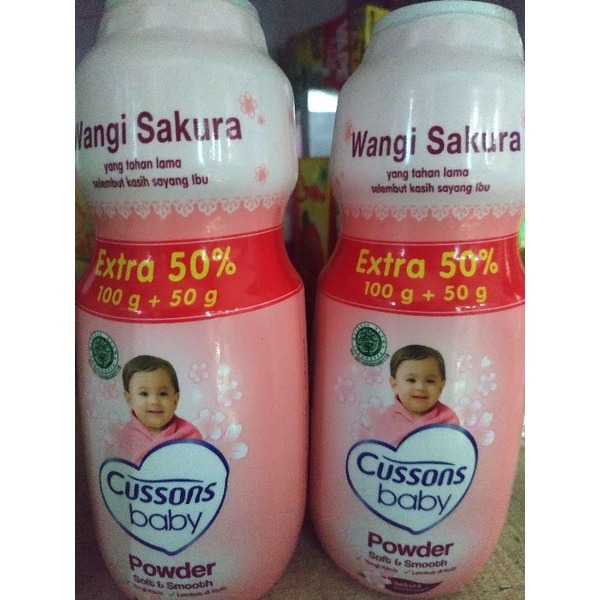 Wangi Sakura
yang tahan lama
selembut kasih sayang Ibu
Extra 50%
100 g + 50 g
Cussons
baby
Powder
Soft & Smooth
Wangi Sakura
yang tahan lama
selembut kasih sayang Ibu
Extra 50%
100 g + 50 g
Cussons
baby
Powder
Soft & Smooth